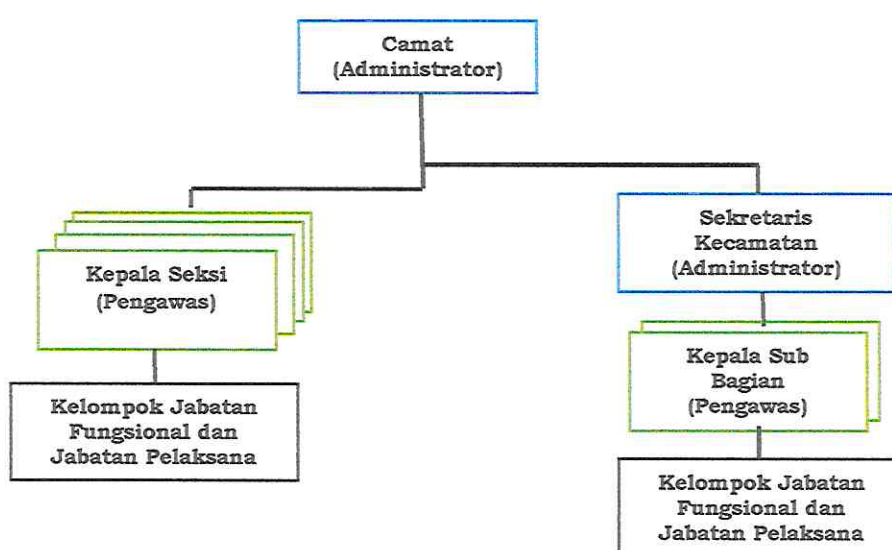 Camat
(Administrator)
Sekretaris
Kecamatan
(Administrator)
Kepala Seksi
(Pengawas)
Kepala Sub
Bagian
(Pengawas)
Kelompok Jabatan
Fungsional dan
Jabatan Pelaksana
Kelompok Jabatan
Fungsional dan
Jabatan Pelaksana